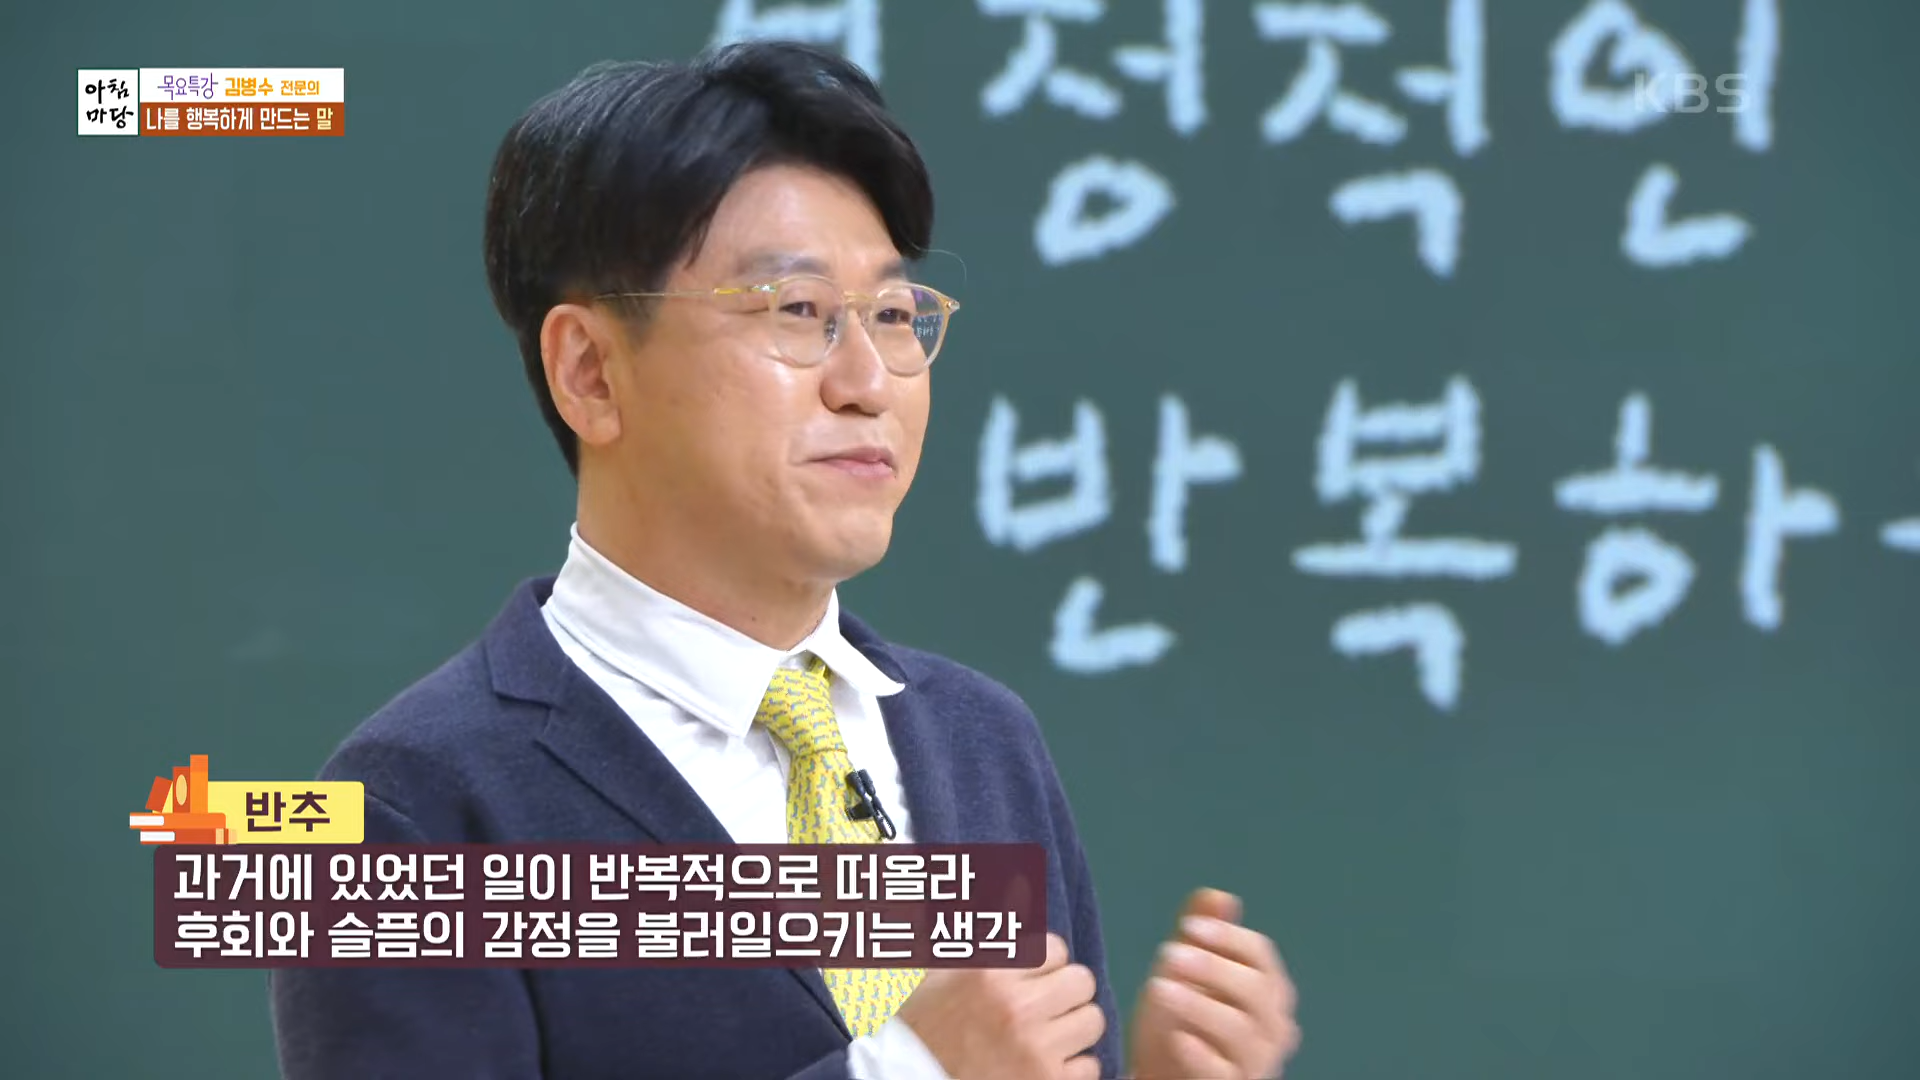 아침
마당
목요특강 김병수 전문의
나를 행복하게 만드는 말
KBS
정적인
반복하
반추
과거에 있었던 일이 반복적으로 떠올라
후회와 슬픔의 감정을 불러일으키는 생각